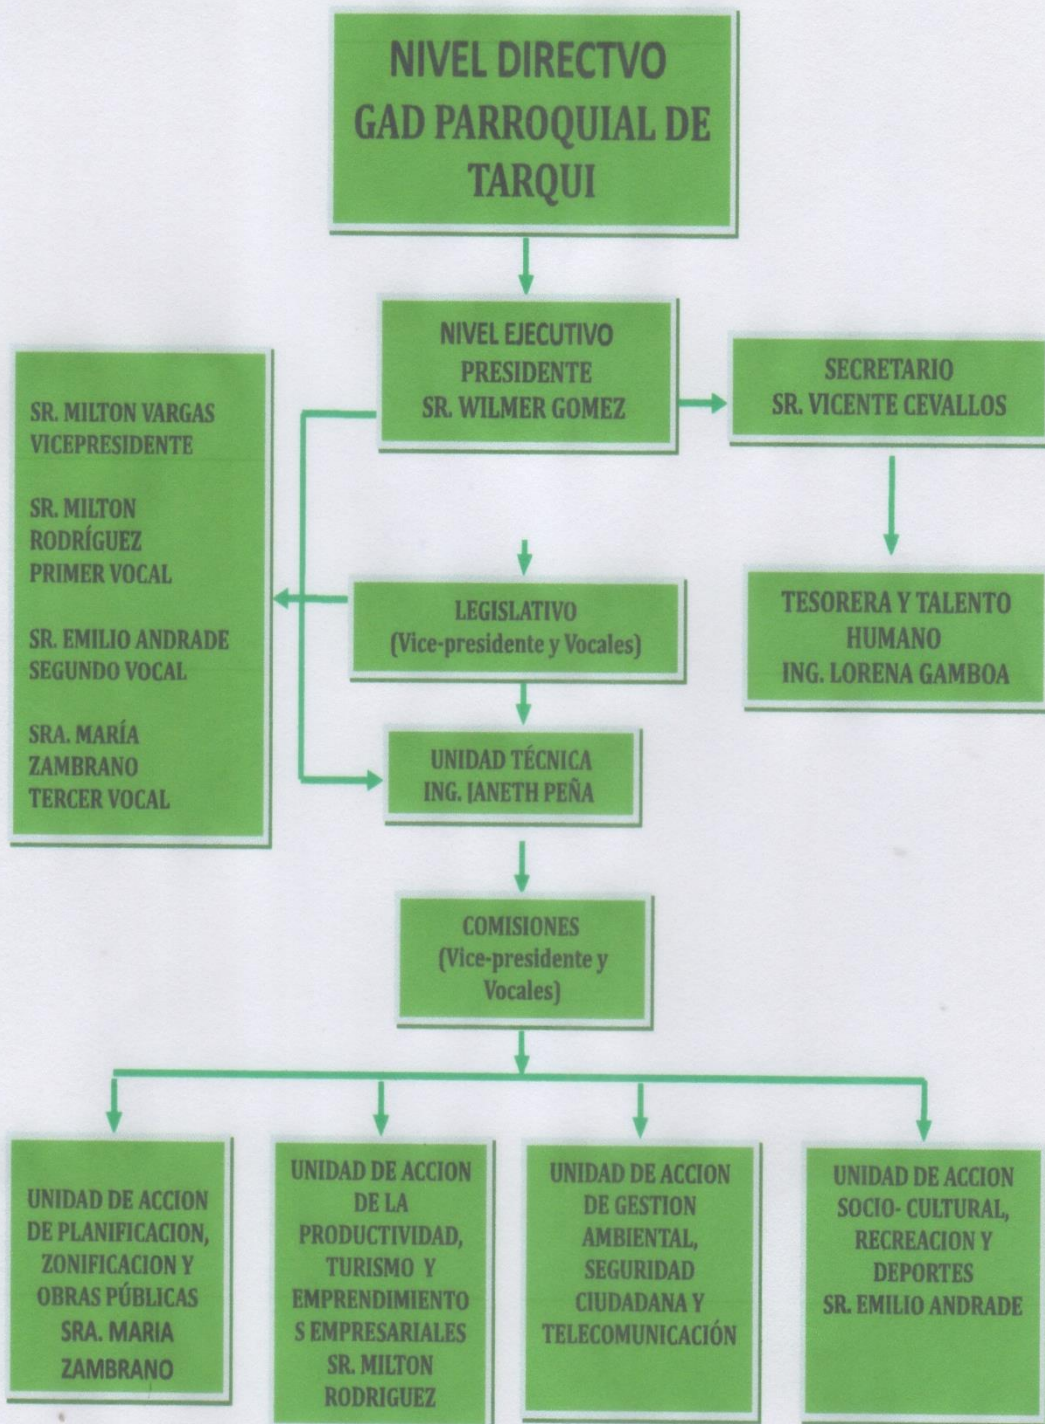 NIVEL DIRECTVO
GAD PARROQUIAL DE
TARQUI
NIVEL EJECUTIVO
PRESIDENTE
SR. WILMER GOMEZ
SECRETARIO
SR. VICENTE CEVALLOS
SR. MILTON VARGAS
VICEPRESIDENTE
SR. MILTON
RODRÍGUEZ
PRIMER VOCAL
SR. EMILIO ANDRADE
SEGUNDO VOCAL
SRA. MARÍA
ZAMBRANO
TERCER VOCAL
LEGISLATIVO
(Vice-presidente y Vocales)
TESORERA Y TALENTO
HUMANO
ING. LORENA GAMBOA
UNIDAD TÉCNICA
ING. JANETH PEÑA
COMISIONES
(Vice-presidente y
Vocales)
UNIDAD DE ACCION
DE PLANIFICACION,
ZONIFICACION Y
OBRAS PÚBLICAS
SRA. MARIA
ZAMBRANO
UNIDAD DE ACCION
DE LA
PRODUCTIVIDAD,
TURISMO Y
EMPRENDIMIENTO
S EMPRESARIALES
SR. MILTON
RODRIGUEZ
UNIDAD DE ACCION
DE GESTION
AMBIENTAL,
SEGURIDAD
CIUDADANA Y
TELECOMUNICACIÓN
UNIDAD DE ACCION
SOCIO- CULTURAL,
RECREACION Y
DEPORTES
SR. EMILIO ANDRADE